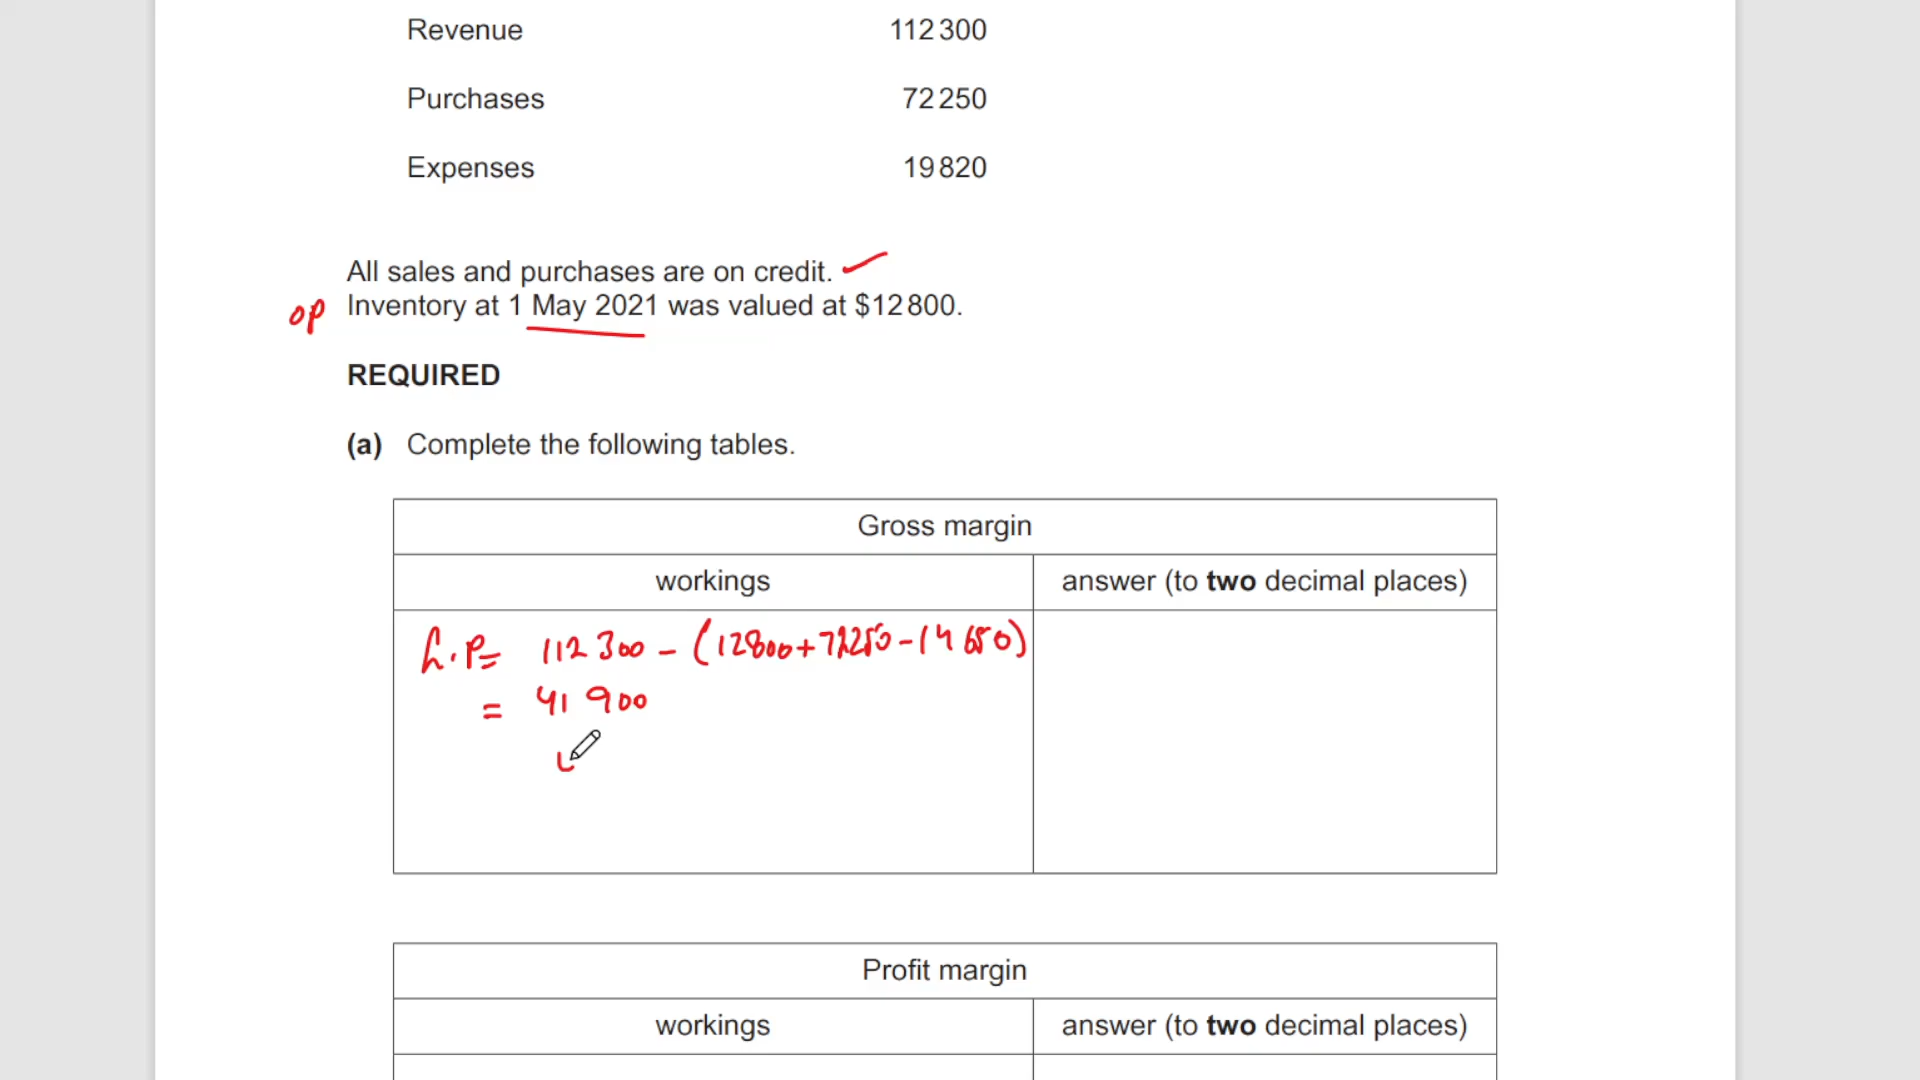 Revenue 112 300
Purchases 72 250
Expenses 19 820
All sales and purchases are on credit.
op Inventory at 1 May 2021 was valued at $12 800.
REQUIRED
(a) Complete the following tables.
Gross margin
workings answer (to two decimal places)
G.P= 112 300 - (12800+72250-14 650)
= 41 900
Profit margin
workings answer (to two decimal places)